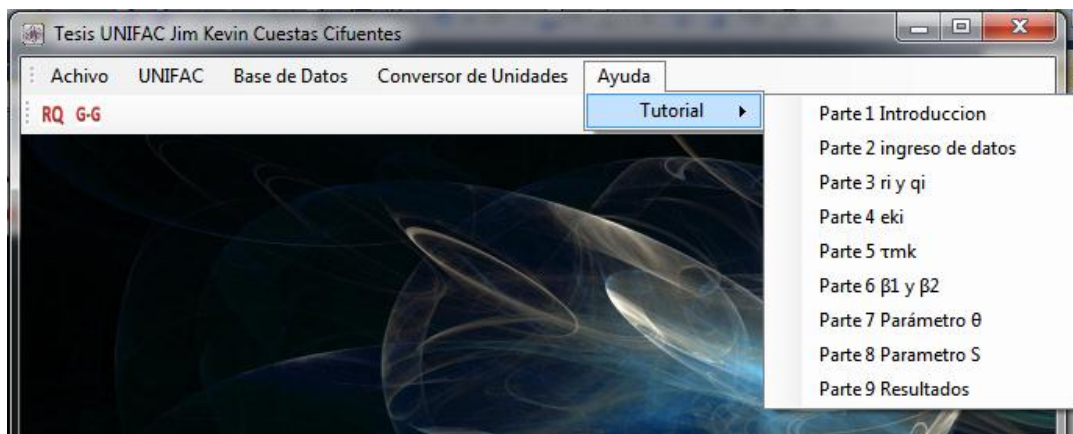 Tesis UNIFAC Jim Kevin Cuestas Cifuentes
Achivo UNIFAC Base de Datos Conversor de Unidades Ayuda
RQ G-G
Tutorial
Parte 1 Introduccion
Parte 2 ingreso de datos
Parte 3 ri y qi
Parte 4 eki
Parte 5 τmk
Parte 6 β1 y β2
Parte 7 Parámetro θ
Parte 8 Parametro S
Parte 9 Resultados